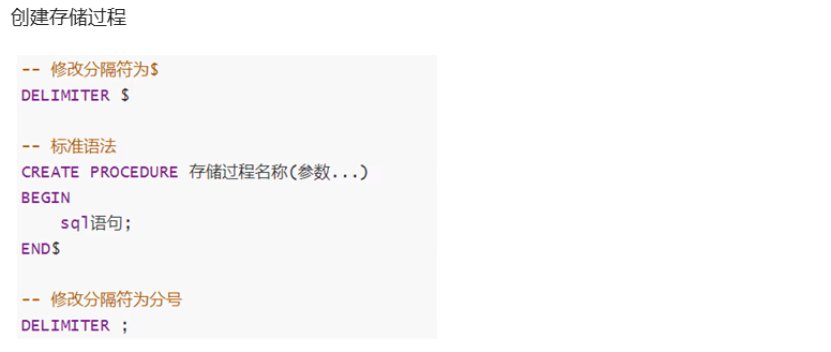 创建存储过程
-- 修改分隔符为$
DELIMITER $
-- 标准语法
CREATE PROCEDURE 存储过程名称(参数...)
BEGIN
sql语句;
END$
-- 修改分隔符为分号
DELIMITER ;